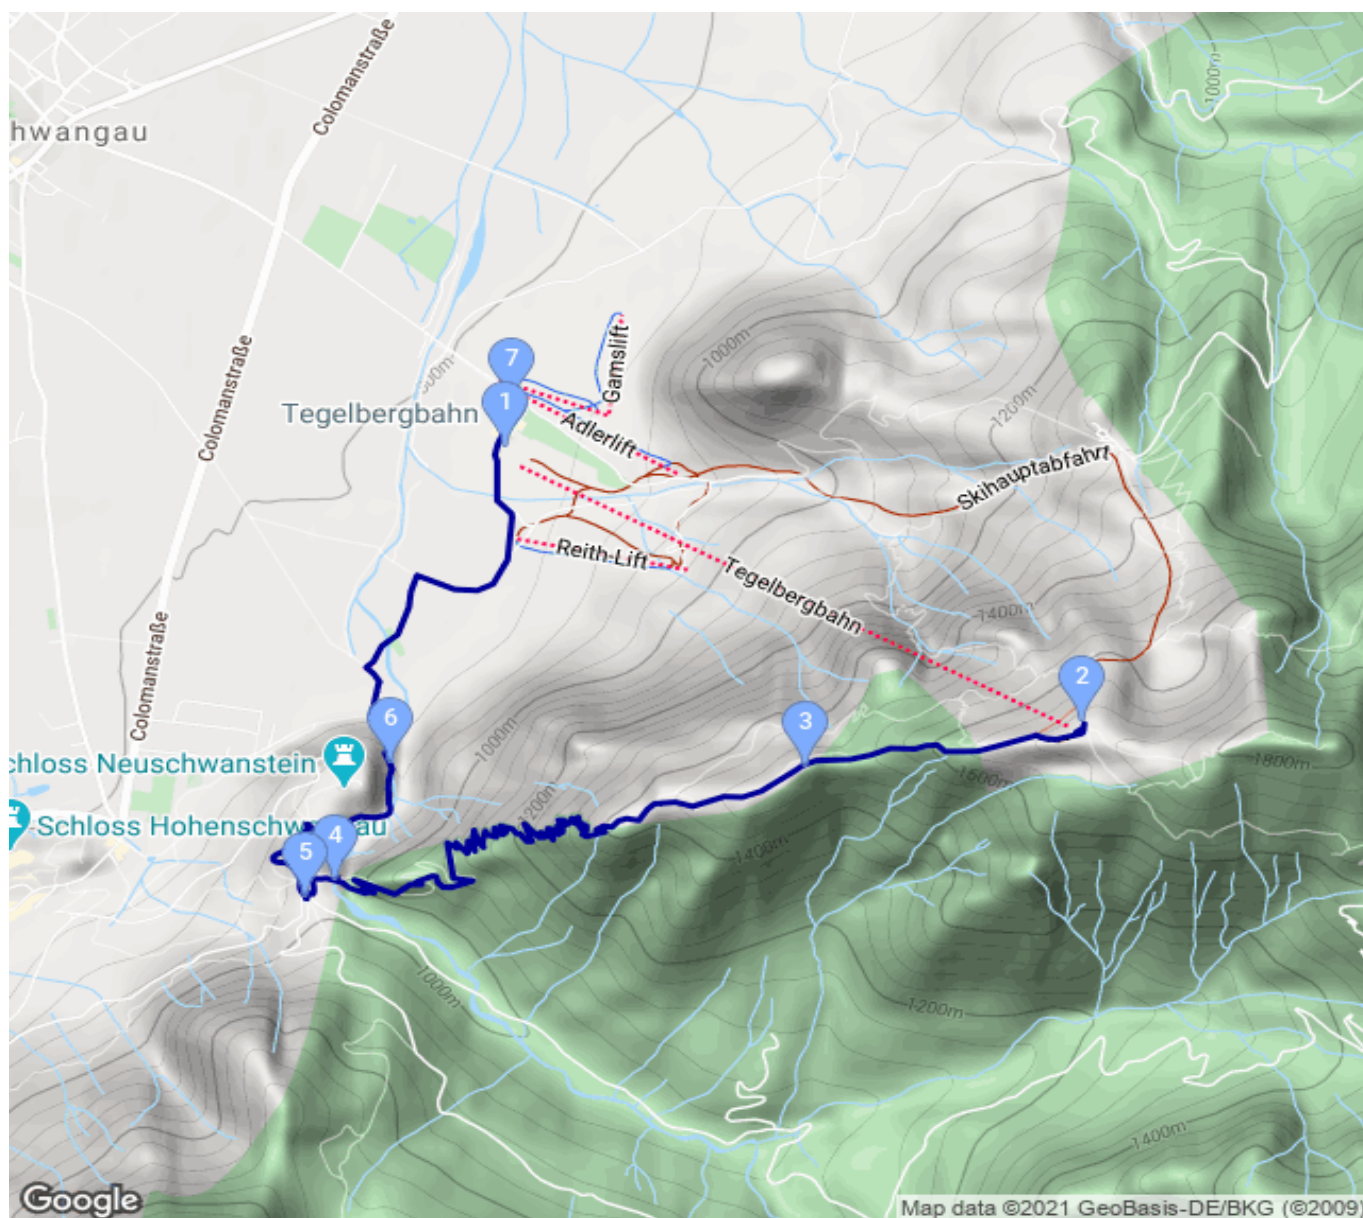 Colomanstraße
1000m
hwangau
Gamslift
1000m
7
000m
1200m
Tegelbergbahn
1
Adlerlift
Colomanstraße
Skihauptabfahrt
Reith-Lift
Tegelbergbahn
1400m
Colomanstraße
2
6
3
1000m
chloss Neuschwanstein
1600m
1800m
1200m
Schloss Hohenschwangau
4
5
1400m
1000m
1200m
1400m
Google
Map data ©2021 GeoBasis-DE/BKG (©2009)